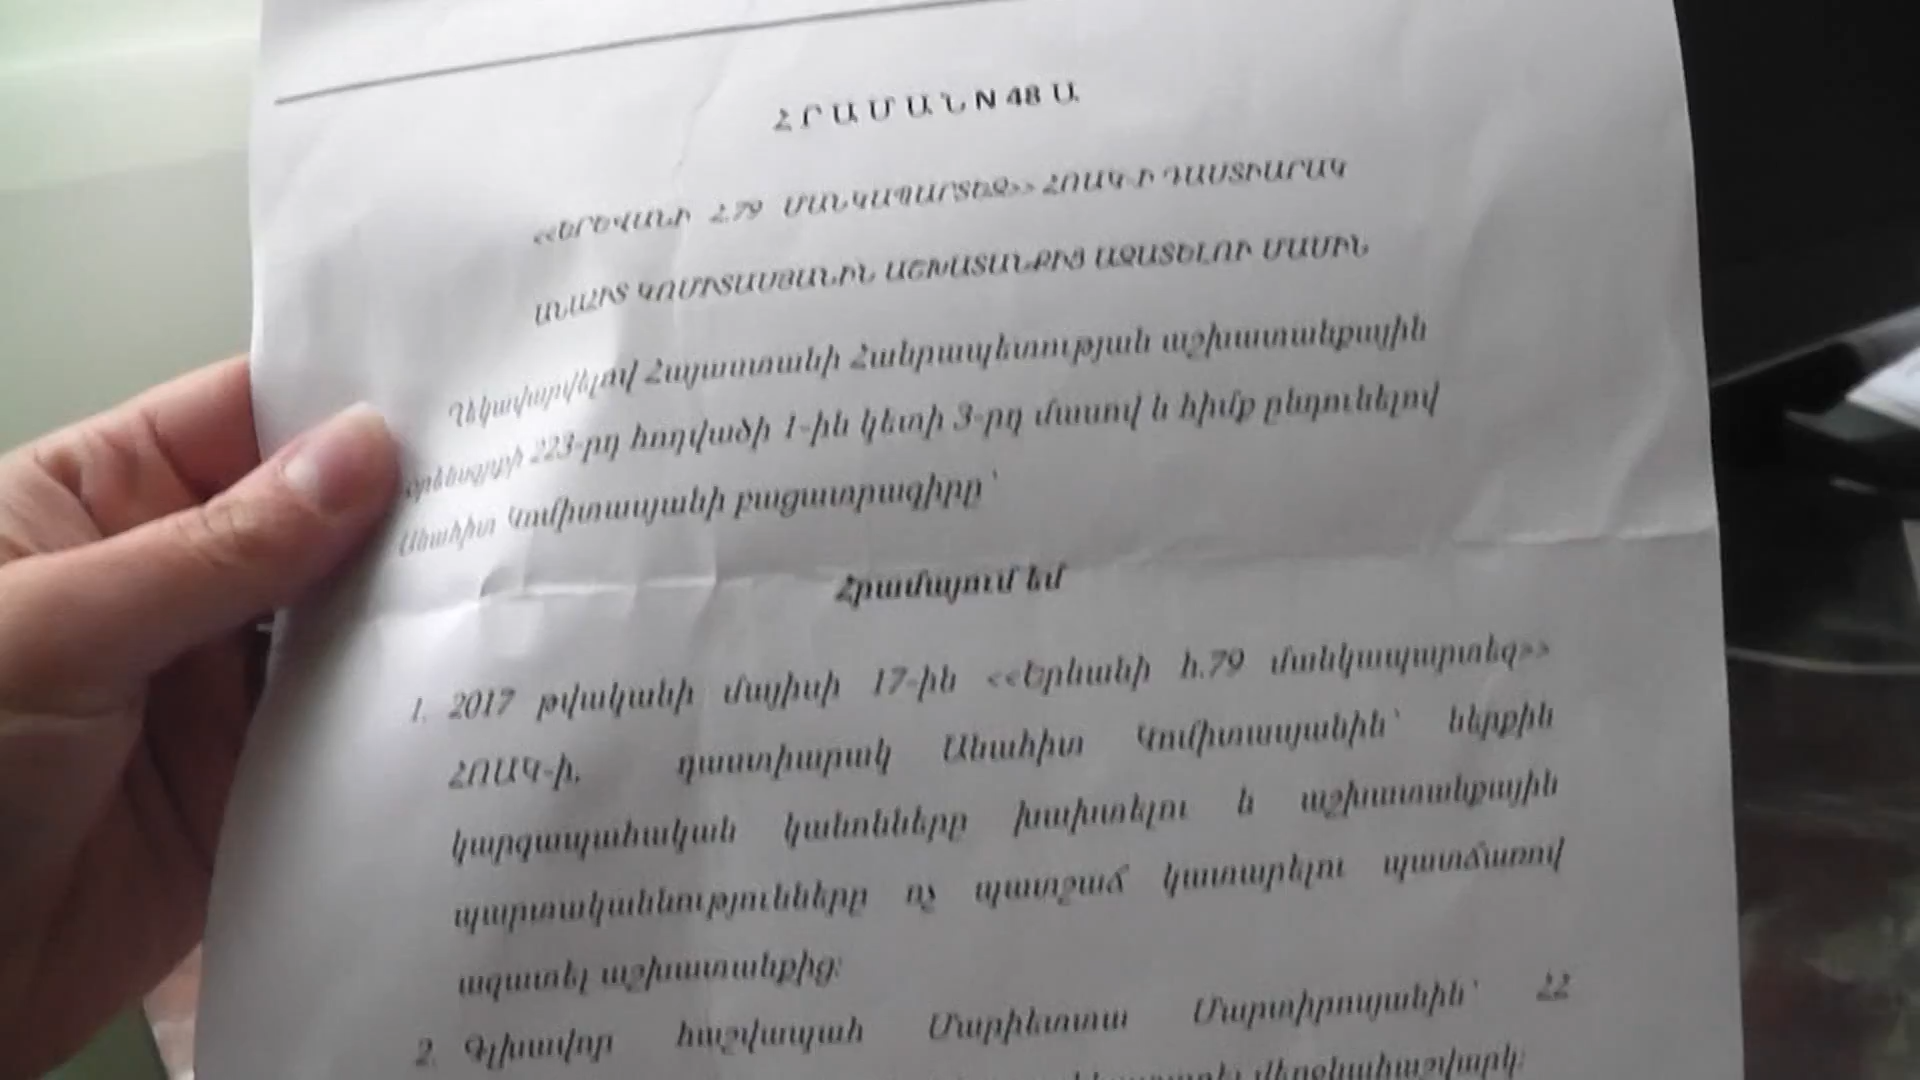 ՀՐԱՄԱՆ N 48 Ա
<<ԵՐԵՎԱՆԻ Հ.79 ՄԱՆԿԱՊԱՐՏԵԶ>> ՀՈԱԿ-Ի ԴԱՍՏԻԱՐԱԿ
ԱՆԱՀԻՏ ԿՈՄԻՏԱՍՅԱՆԻՆ ԱՇԽԱՏԱՆՔԻՑ ԱԶԱՏԵԼՈՒ ՄԱՍԻՆ
Ղեկավարվելով Հայաստանի Հանրապետության աշխատանքային
օրենսգրքի 223-րդ հոդվածի 1-ին կետի 3-րդ մասով և հիմք ընդունելով
Անահիտ Կոմիտասյանի բացատրագիրը՝
Հրամայում եմ
1. 2017 թվականի մայիսի 17-ին <<Երևանի հ.79 մանկապարտեզ>>
ՀՈԱԿ-ի, դաստիարակ Անահիտ Կոմիտասյանին՝ ներքին
կարգապահական կանոնները խախտելու և աշխատանքային
պարտականությունները ոչ պատշաճ կատարելու պատճառով
ազատել աշխատանքից:
2. Գլխավոր հաշվապահ Մարիետտա Մարտիրոսյանին՝ ՀՀ
վերջնահաշվարկ: